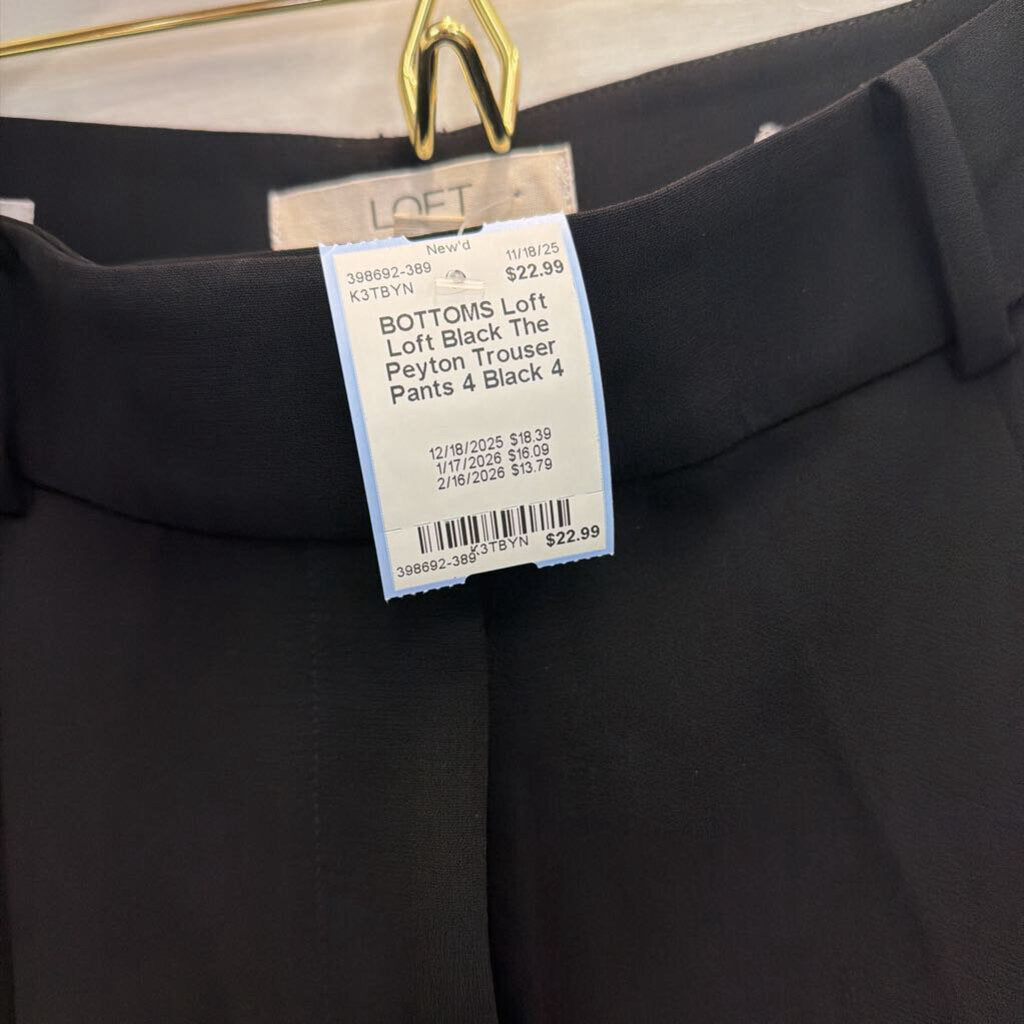 LOFT
New'd
398692-389 11/18/25
K3TBYN $22.99
BOTTOMS Loft
Loft Black The
Peyton Trouser
Pants 4 Black 4
12/18/2025 $18.39
1/17/2026 $16.09
2/16/2026 $13.79
K3TBYN $22.99
398692-389